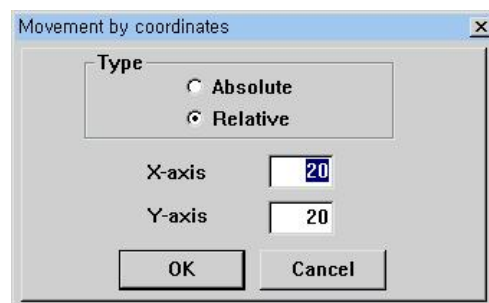 Movement by coordinates
Type
Absolute
Relative
X-axis 20
Y-axis 20
OK Cancel